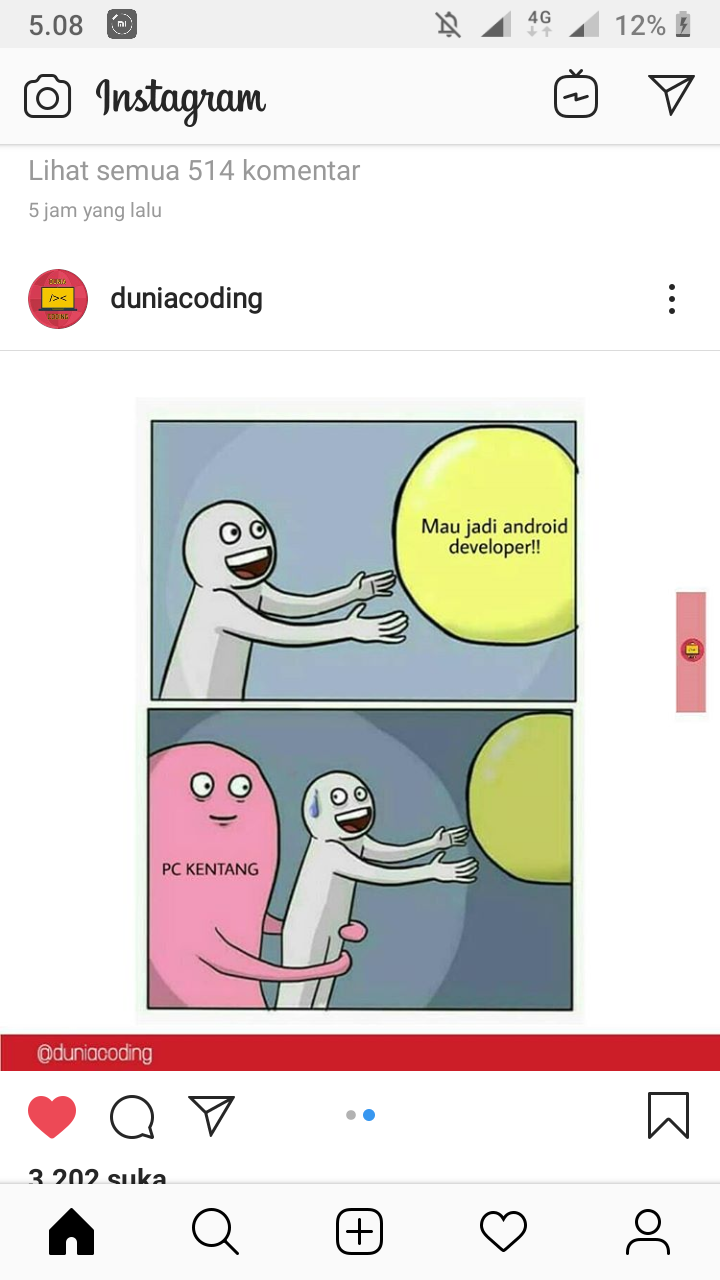 5.08
4G
12%
Instagram
Lihat semua 514 komentar
5 jam yang lalu
duniacoding
Mau jadi android
developer!!
PC KENTANG
@duniacoding
3.202 suka